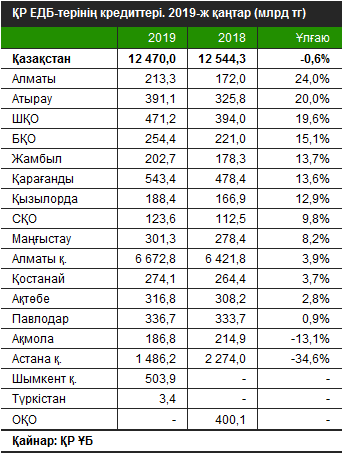 ҚР ЕДБ-терінің кредиттері. 2019-ж қаңтар (млрд тг)
2019 2018 Ұлғаю
Қазақстан 12 470,0 12 544,3 -0,6%
Алматы 213,3 172,0 24,0%
Атырау 391,1 325,8 20,0%
ШҚО 471,2 394,0 19,6%
БҚО 254,4 221,0 15,1%
Жамбыл 202,7 178,3 13,7%
Қарағанды 543,4 478,4 13,6%
Қызылорда 188,4 166,9 12,9%
СҚО 123,6 112,5 9,8%
Маңғыстау 301,3 278,4 8,2%
Алматы қ. 6 672,8 6 421,8 3,9%
Қостанай 274,1 264,4 3,7%
Ақтөбе 316,8 308,2 2,8%
Павлодар 336,7 333,7 0,9%
Ақмола 186,8 214,9 -13,1%
Астана қ. 1 486,2 2 274,0 -34,6%
Шымкент қ. 503,9 - -
Түркістан 3,4 - -
ОҚО - 400,1 -
Қайнар: ҚР ҰБ